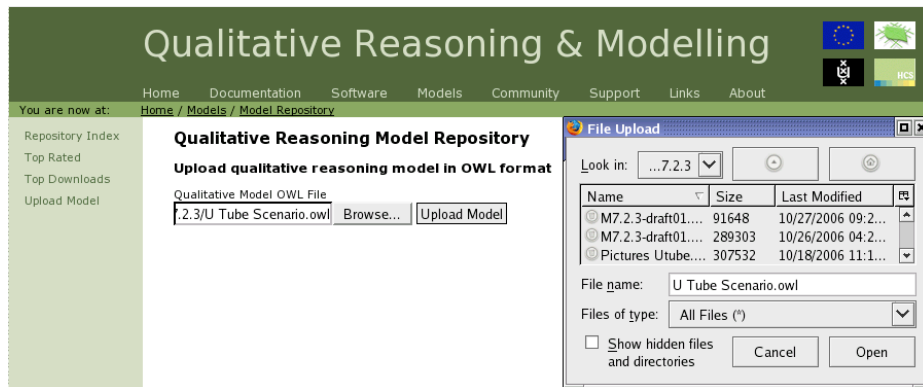 Qualitative Reasoning & Modelling
HCS
Home Documentation Software Models Community Support Links About
You are now at: Home / Models / Model Repository
Repository Index
Top Rated
Top Downloads
Upload Model
Qualitative Reasoning Model Repository
Upload qualitative reasoning model in OWL format
Qualitative Model OWL File
7.2.3/U Tube Scenario.owl Browse... Upload Model
File Upload
Look in: ...7.2.3
Name Size Last Modified
M7.2.3-draft01.... 91648 10/27/2006 09:2...
M7.2.3-draft01.... 289303 10/26/2006 04:2...
Pictures Utube.... 307532 10/18/2006 11:1...
File name: U Tube Scenario.owl
Files of type: All Files (*)
Show hidden files
and directories
Cancel Open